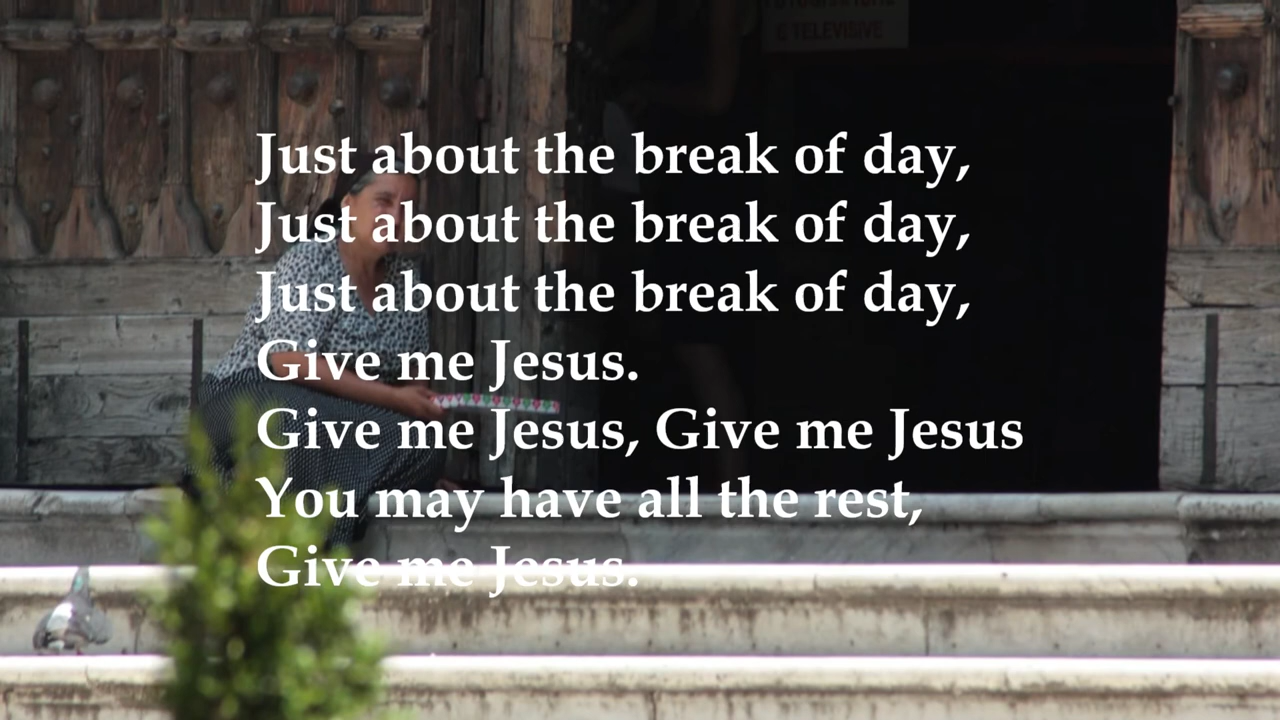 & TELEVISIVE
Just about the break of day,
Just about the break of day,
Just about the break of day,
Give me Jesus.
Give me Jesus, Give me Jesus
You may have all the rest,
Give me Jesus.